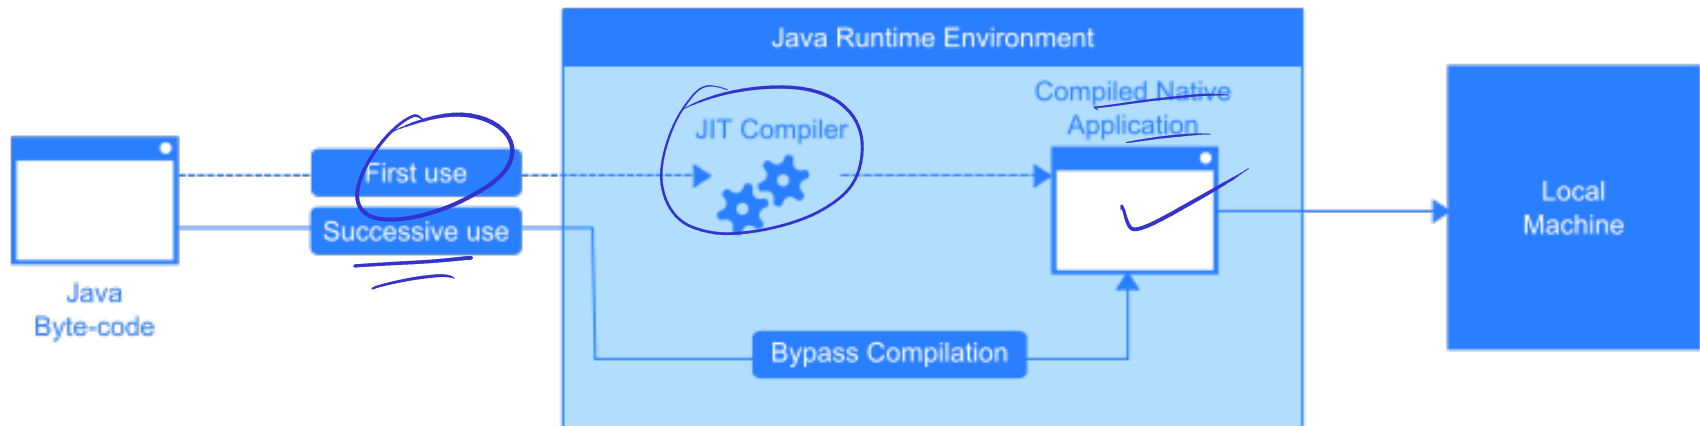 Java Runtime Environment
Compiled Native
Application
JIT Compiler
First use
Successive use
Local
Machine
Java
Byte-code
Bypass Compilation